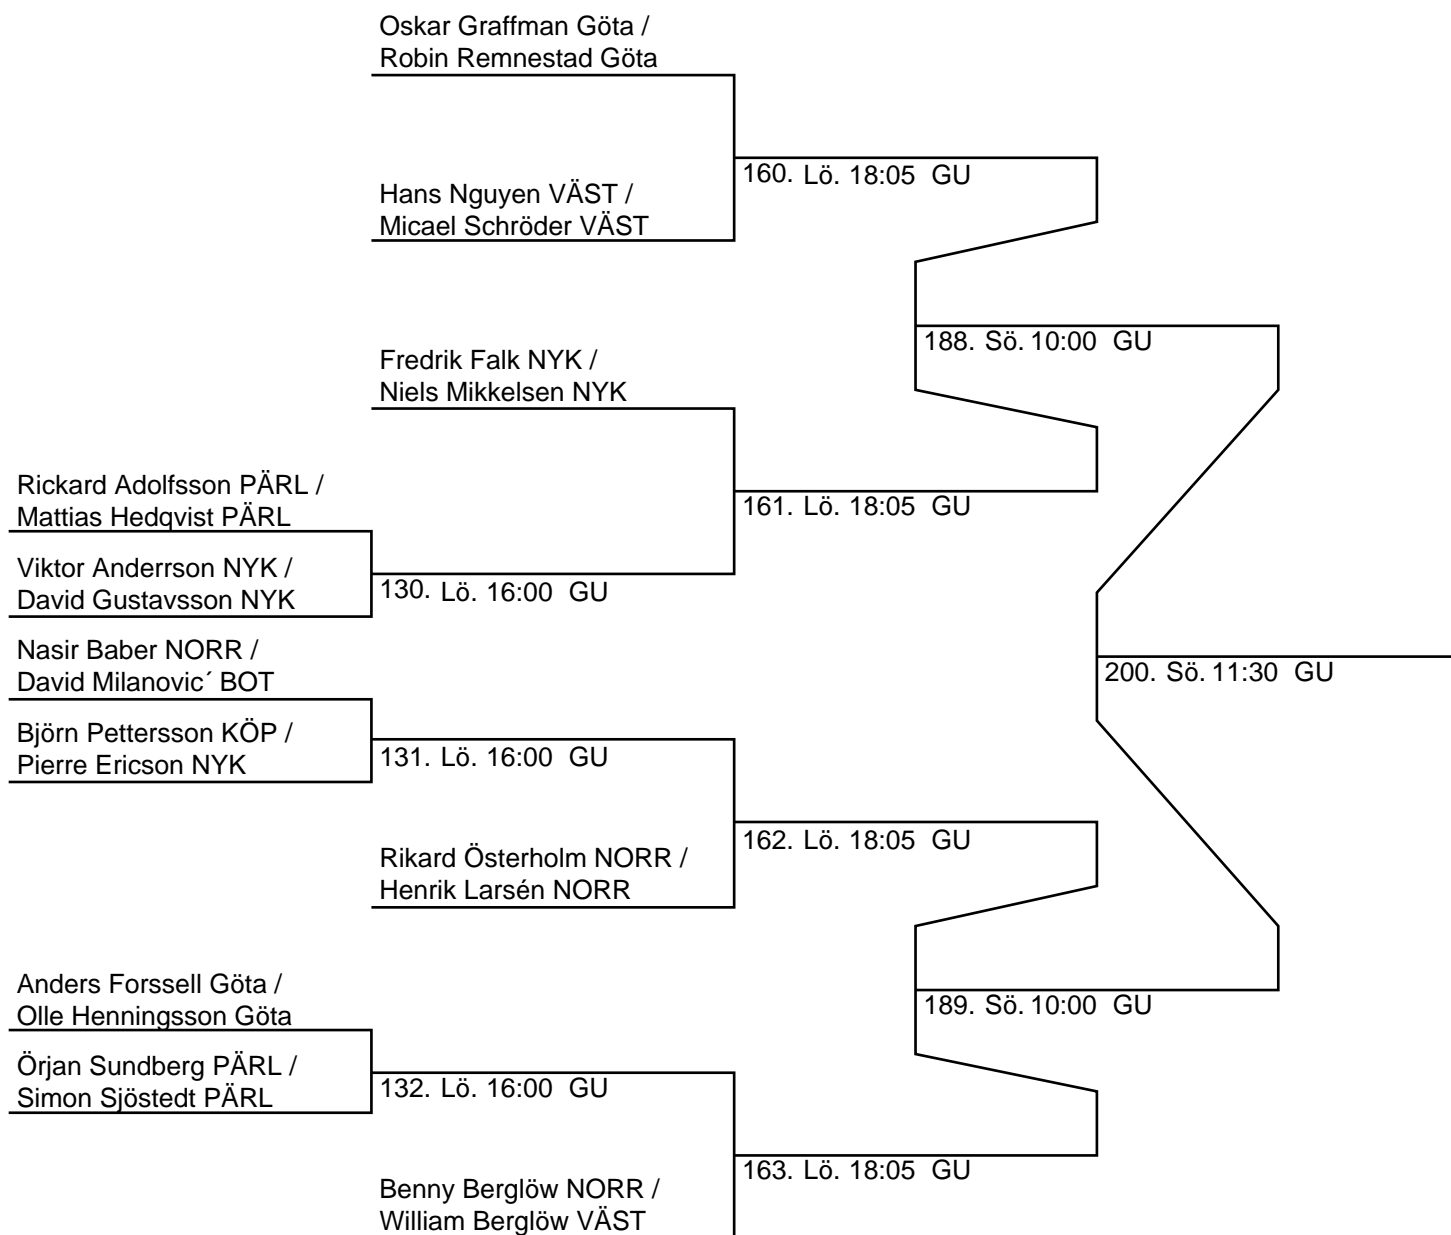 Oskar Graffman Göta /
Robin Remnestad Göta
160. Lö. 18:05 GU
Hans Nguyen VÄST /
Micael Schröder VÄST
188. Sö. 10:00 GU
Fredrik Falk NYK /
Niels Mikkelsen NYK
Rickard Adolfsson PÄRL /
Mattias Hedqvist PÄRL
161. Lö. 18:05 GU
Viktor Anderrson NYK /
David Gustavsson NYK
130. Lö. 16:00 GU
Nasir Baber NORR /
David Milanovic´ BOT
200. Sö. 11:30 GU
Björn Pettersson KÖP /
Pierre Ericson NYK
131. Lö. 16:00 GU
162. Lö. 18:05 GU
Rikard Österholm NORR /
Henrik Larsén NORR
Anders Forssell Göta /
Olle Henningsson Göta
189. Sö. 10:00 GU
Örjan Sundberg PÄRL /
Simon Sjöstedt PÄRL
132. Lö. 16:00 GU
163. Lö. 18:05 GU
Benny Berglöw NORR /
William Berglöw VÄST